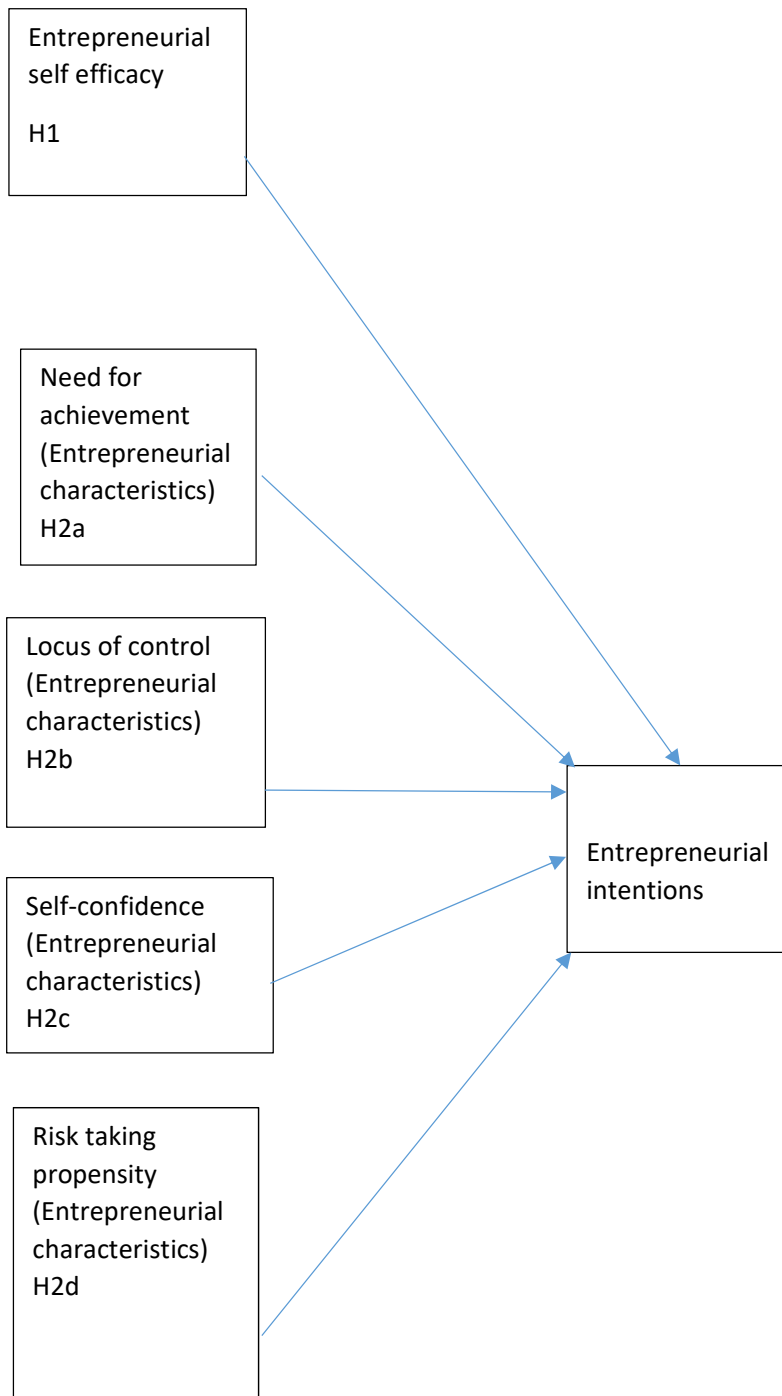 Entrepreneurial
self efficacy
H1
Need for
achievement
(Entrepreneurial
characteristics)
H2a
Locus of control
(Entrepreneurial
characteristics)
H2b
Self-confidence
(Entrepreneurial
characteristics)
H2c
Risk taking
propensity
(Entrepreneurial
characteristics)
H2d
Entrepreneurial
intentions